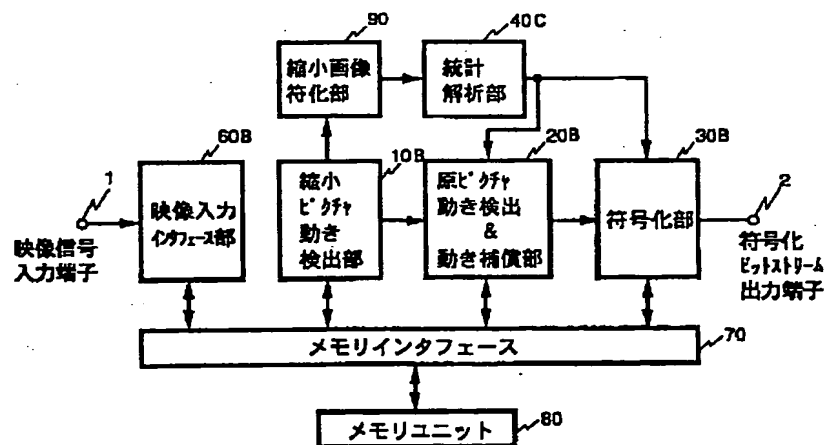 90
縮小画像
符化部
40C
統計
解析部
60B
映像入力
インタフェース部
10B
縮小
ピクチャ
動き
検出部
20B
原ピクチャ
動き検出
&
動き補償部
30B
符号化部
1
映像信号
入力端子
2
符号化
ビットストリーム
出力端子
メモリインタフェース
70
メモリユニット
80